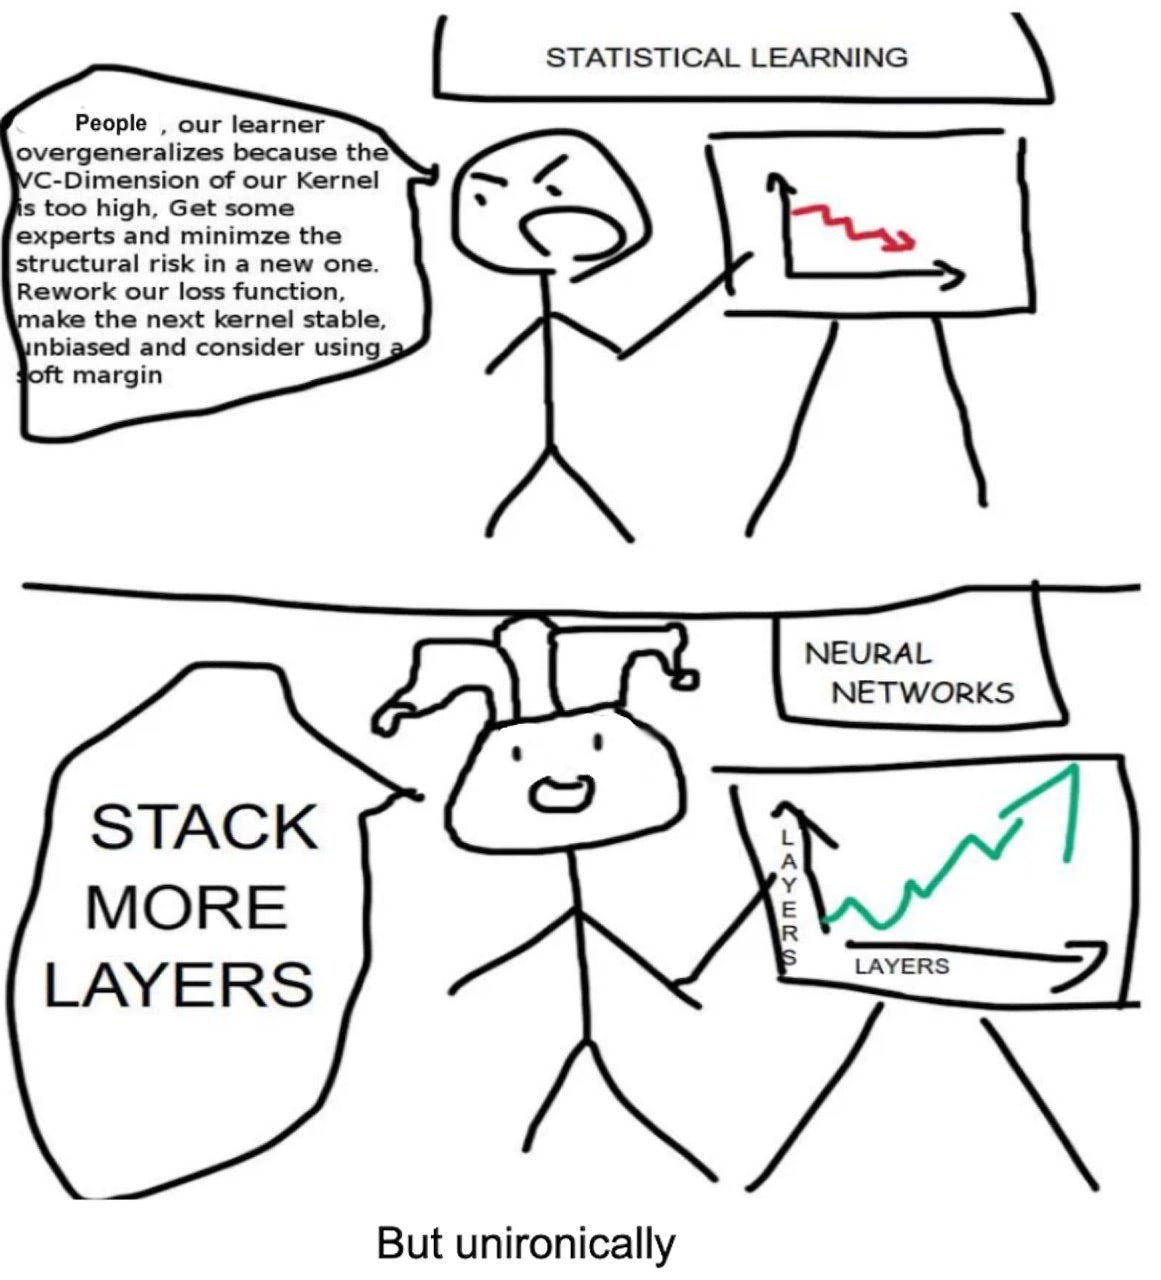 STATISTICAL LEARNING
People , our learner
overgeneralizes because the
VC-Dimension of our Kernel
is too high, Get some
experts and minimze the
structural risk in a new one.
Rework our loss function,
make the next kernel stable,
unbiased and consider using a
soft margin
NEURAL
NETWORKS
STACK
MORE
LAYERS
LAYERS
LAYERS
But unironically